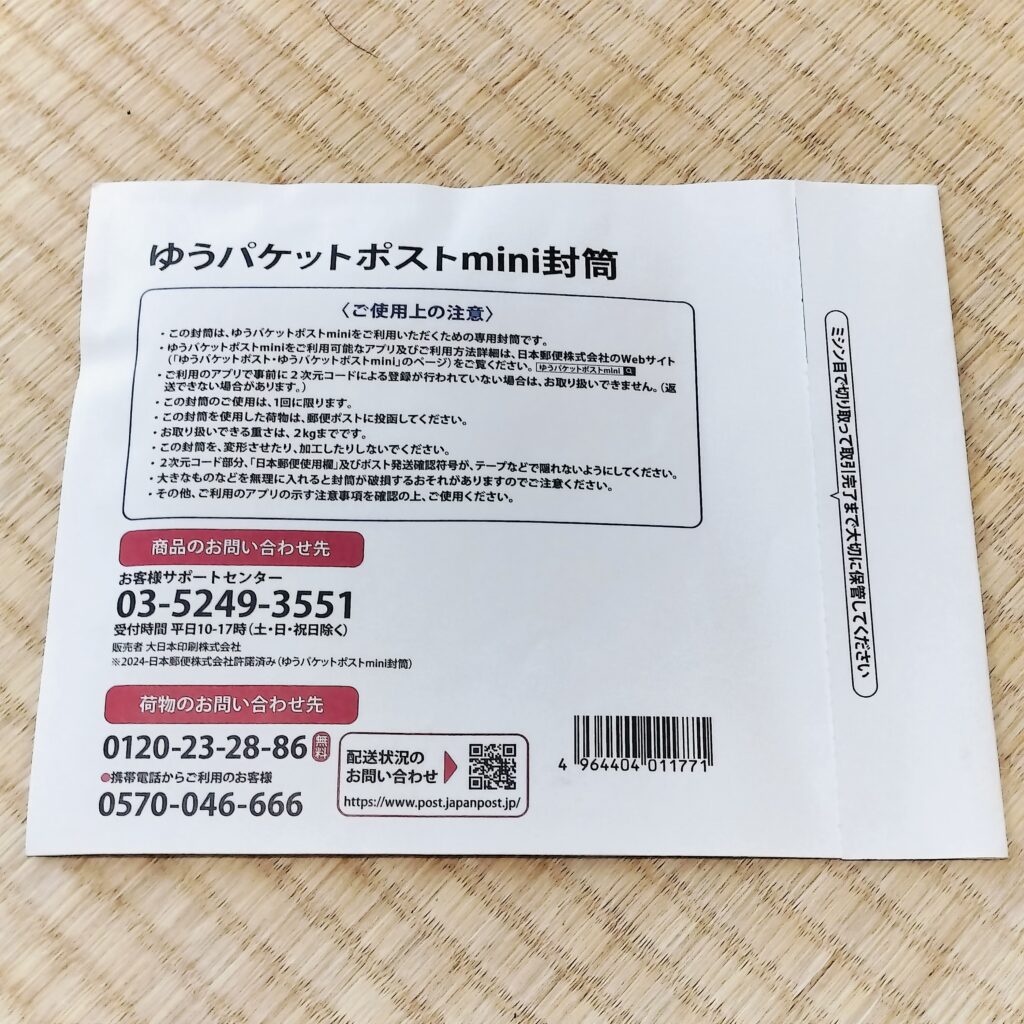 ゆうパケットポストmini封筒
〈ご使用上の注意〉
・この封筒は、ゆうパケットポストminiをご利用いただくための専用封筒です。
・ゆうパケットポストminiをご利用可能なアプリ及びご利用方法詳細は、日本郵便株式会社のWebサイト
(「ゆうパケットポスト・ゆうパケットポストmini」のページ)をご覧ください。 ゆうパケットポストmini
・ご利用のアプリで事前に2次元コードによる登録が行われていない場合は、お取り扱いできません。(返
送できない場合があります。)
・この封筒のご使用は、1回に限ります。
・この封筒を使用した荷物は、郵便ポストに投函してください。
・お取り扱いできる重さは、2kgまでです。
・この封筒を、変形させたり、加工したりしないでください。
・2次元コード部分、「日本郵便使用欄」及びポスト発送確認符号が、テープなどで隠れないようにしてください。
・大きなものなどを無理に入れると封筒が破損するおそれがありますのでご注意ください。
・その他、ご利用のアプリの示す注意事項を確認の上、ご使用ください。
商品のお問い合わせ先
お客様サポートセンター
03-5249-3551
受付時間 平日10-17時(土・日・祝日除く)
販売者 大日本印刷株式会社
※2024-日本郵便株式会社許諾済み(ゆうパケットポストmini封筒)
荷物のお問い合わせ先
0120-23-28-86 無料
●携帯電話からご利用のお客様
0570-046-666
配送状況の
お問い合わせ
https://www.post.japanpost.jp/
4 964404 011771
ミシン目で切り取って取引完了まで大切に保管してください